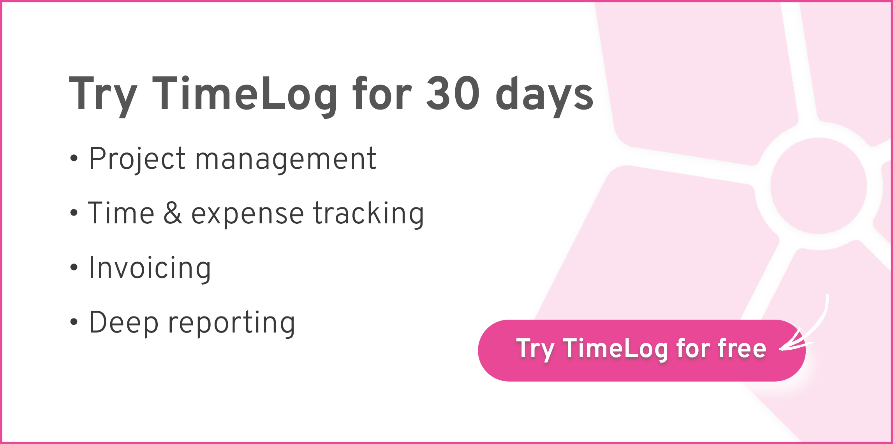 Try TimeLog for 30 days
• Project management
• Time & expense tracking
• Invoicing
• Deep reporting
Try TimeLog for free